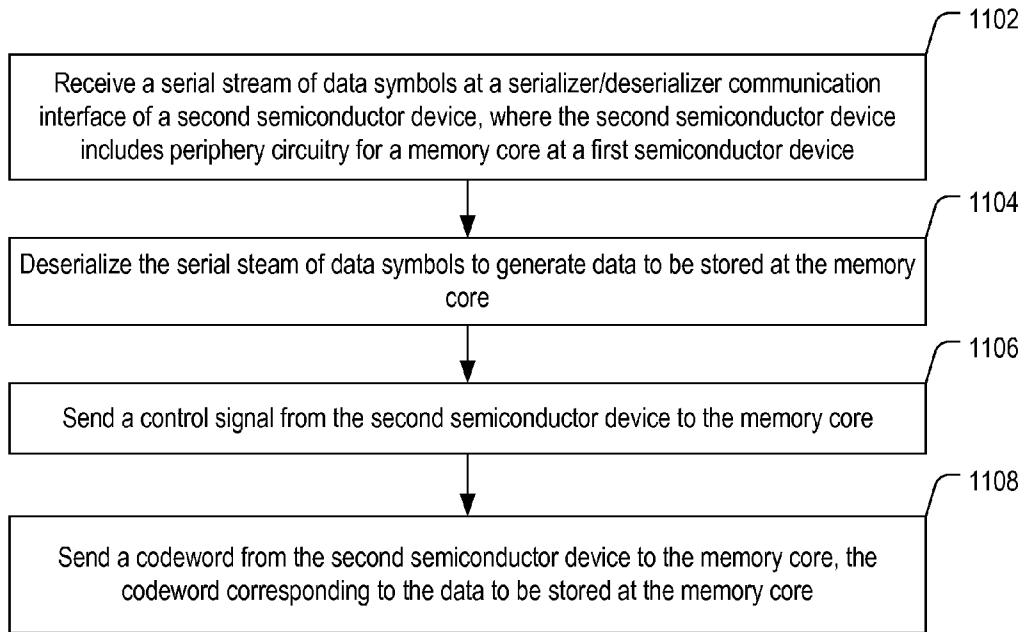 1102
Receive a serial stream of data symbols at a serializer/deserializer communication
interface of a second semiconductor device, where the second semiconductor device
includes periphery circuitry for a memory core at a first semiconductor device
1104
Deserialize the serial steam of data symbols to generate data to be stored at the memory
core
1106
Send a control signal from the second semiconductor device to the memory core
1108
Send a codeword from the second semiconductor device to the memory core, the
codeword corresponding to the data to be stored at the memory core